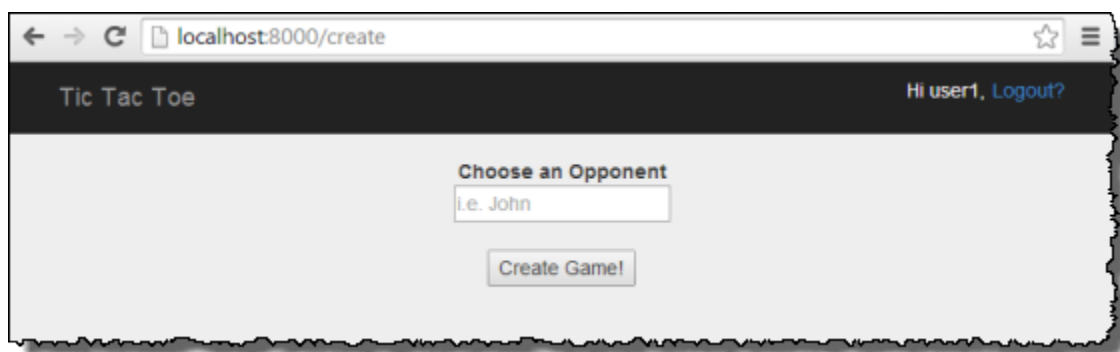 localhost:8000/create
Tic Tac Toe
Hi user1, Logout?
Choose an Opponent
i.e. John
Create Game!